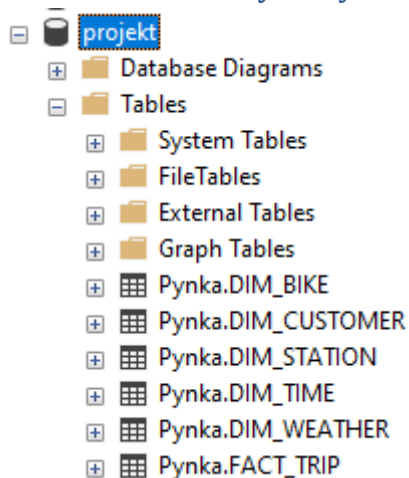 projekt
Database Diagrams
Tables
System Tables
FileTables
External Tables
Graph Tables
Pynka.DIM_BIKE
Pynka.DIM_CUSTOMER
Pynka.DIM_STATION
Pynka.DIM_TIME
Pynka.DIM_WEATHER
Pynka.FACT_TRIP